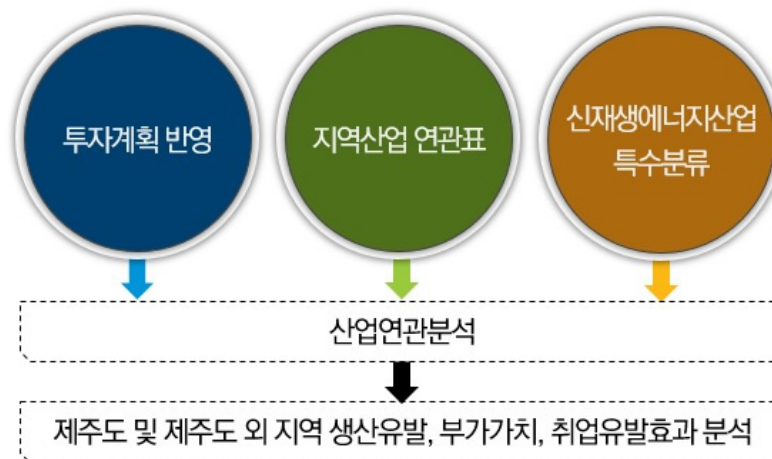 투자계획 반영
지역산업 연관표
신재생에너지산업
특수분류
산업연관분석
제주도 및 제주도 외 지역 생산유발, 부가가치, 취업유발효과 분석